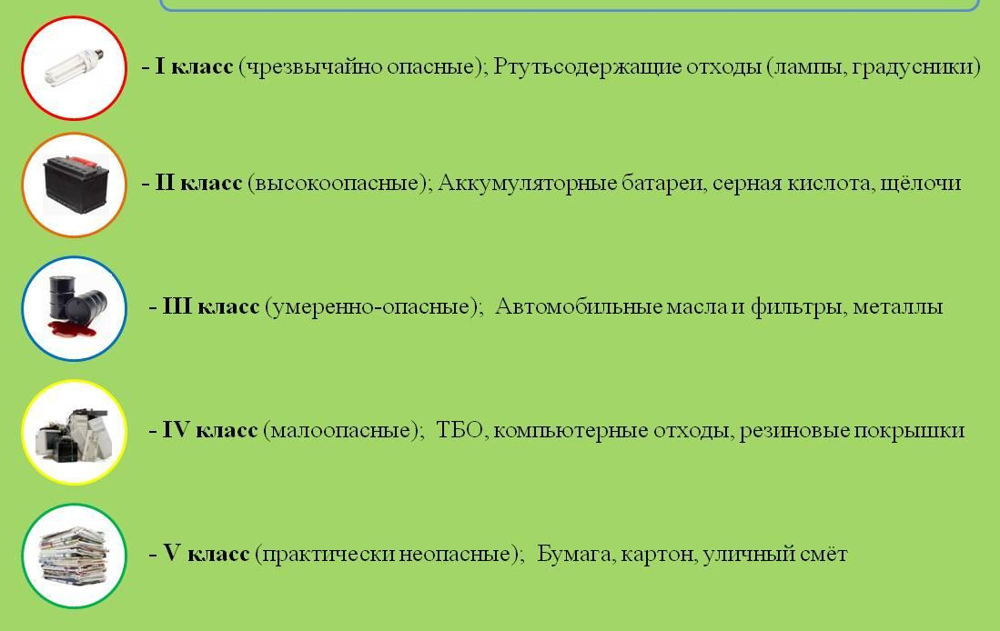 - I класс (чрезвычайно опасные); Ртутьсодержащие отходы (лампы, градусники)
- II класс (высокоопасные); Аккумуляторные батареи, серная кислота, щёлочи
- III класс (умеренно-опасные); Автомобильные масла и фильтры, металлы
- IV класс (малоопасные); ТБО, компьютерные отходы, резиновые покрышки
- V класс (практически неопасные); Бумага, картон, уличный смёт